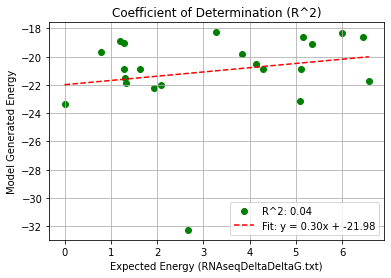 Coefficient of Determination (R^2)
Model Generated Energy
−18
−20
−22
−24
−26
−28
−30
−32
R^2: 0.04
Fit: y = 0.30x + -21.98
0 1 2 3 4 5 6
Expected Energy (RNAseqDeltaDeltaG.txt)